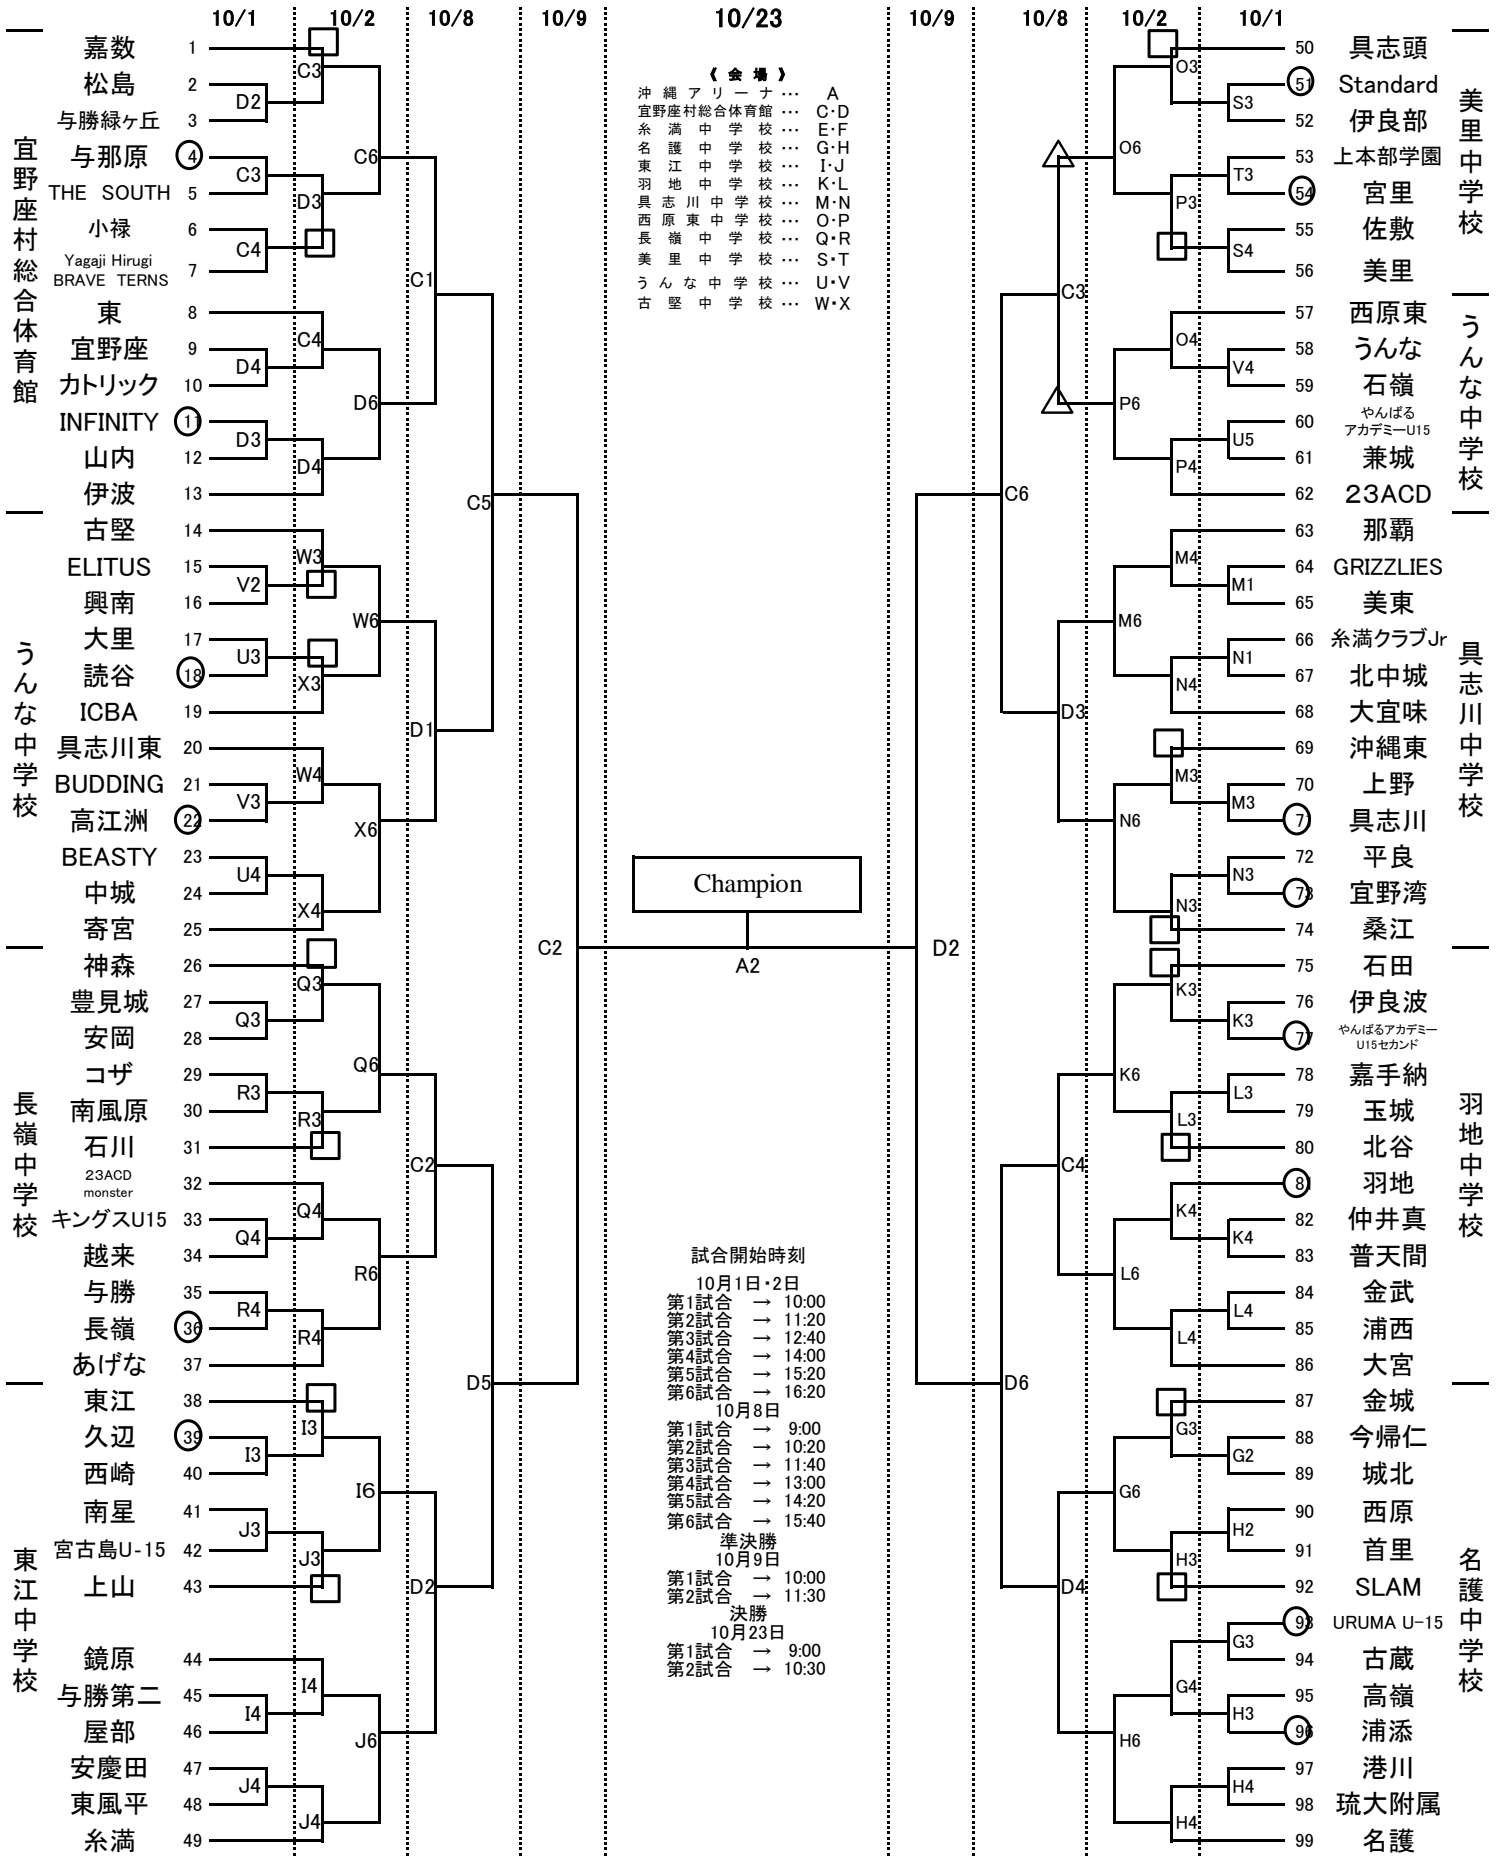 10/1 10/2 10/8 10/9 10/23 10/9 10/8 10/2 10/1
宜野座村総合体育館
嘉数 1
松島 2
与勝緑ヶ丘 3
与那原 4
THE SOUTH 5
小禄 6
Yagaji Hirugi
BRAVE TERNS 7
東 8
宜野座 9
カトリック 10
INFINITY 11
山内 12
伊波 13
うんな中学校
古堅 14
ELITUS 15
興南 16
大里 17
読谷 18
ICBA 19
具志川東 20
BUDDING 21
高江洲 22
BEASTY 23
中城 24
寄宮 25
長嶺中学校
神森 26
豊見城 27
安岡 28
コザ 29
南風原 30
石川 31
23ACD
monster 32
キングスU15 33
越来 34
与勝 35
長嶺 36
あげな 37
東江中学校
東江 38
久辺 39
西崎 40
南星 41
宮古島U-15 42
上山 43
鏡原 44
与勝第二 45
屋部 46
安慶田 47
東風平 48
糸満 49
D2
C3
C4
D4
D3
V2
U3
V3
U4
Q3
R3
Q4
R4
I3
J3
I4
J4
C3
D3
C4
D4
W3
X3
W4
X4
Q3
R3
Q4
R4
I3
J3
I4
J4
C6
D6
W6
X6
Q6
R6
I6
J6
C1
D1
C2
D2
C5
D5
C2
《 会 場 》
沖縄アリーナ… A
宜野座村総合体育館… C・D
糸満中学校… E・F
名護中学校… G・H
東江中学校… I・J
羽地中学校… K・L
具志川中学校… M・N
西原東中学校… O・P
長嶺中学校… Q・R
美里中学校… S・T
うんな中学校… U・V
古堅中学校… W・X
Champion
A2
試合開始時刻
10月1日・2日
第1試合 → 10:00
第2試合 → 11:20
第3試合 → 12:40
第4試合 → 14:00
第5試合 → 15:20
第6試合 → 16:20
10月8日
第1試合 → 9:00
第2試合 → 10:20
第3試合 → 11:40
第4試合 → 13:00
第5試合 → 14:20
第6試合 → 15:40
準決勝
10月9日
第1試合 → 10:00
第2試合 → 11:30
決勝
10月23日
第1試合 → 9:00
第2試合 → 10:30
D2
C6
D6
C3
D3
C4
D4
O6
P6
M6
N6
K6
L6
G6
H6
O3
P3
O4
P4
M4
N4
M3
N3
K3
L3
K4
L4
G3
H3
G4
H4
S3
T3
S4
V4
U5
M1
N1
M3
N3
K3
L3
K4
L4
G2
H2
G3
H3
H4
50 具志頭
51 Standard
52 伊良部
53 上本部学園
54 宮里
55 佐敷
56 美里
美里中学校
57 西原東
58 うんな
59 石嶺
60 やんばる
アカデミーU15
61 兼城
62 23ACD
うんな中学校
63 那覇
64 GRIZZLIES
65 美東
66 糸満クラブJr
67 北中城
68 大宜味
69 沖縄東
70 上野
71 具志川
72 平良
73 宜野湾
74 桑江
具志川中学校
75 石田
76 伊良波
77 やんばるアカデミー
U15セカンド
78 嘉手納
79 玉城
80 北谷
81 羽地
82 仲井真
83 普天間
84 金武
85 浦西
86 大宮
羽地中学校
87 金城
88 今帰仁
89 城北
90 西原
91 首里
92 SLAM
93 URUMA U-15
94 古蔵
95 高嶺
96 浦添
97 港川
98 琉大附属
99 名護
名護中学校